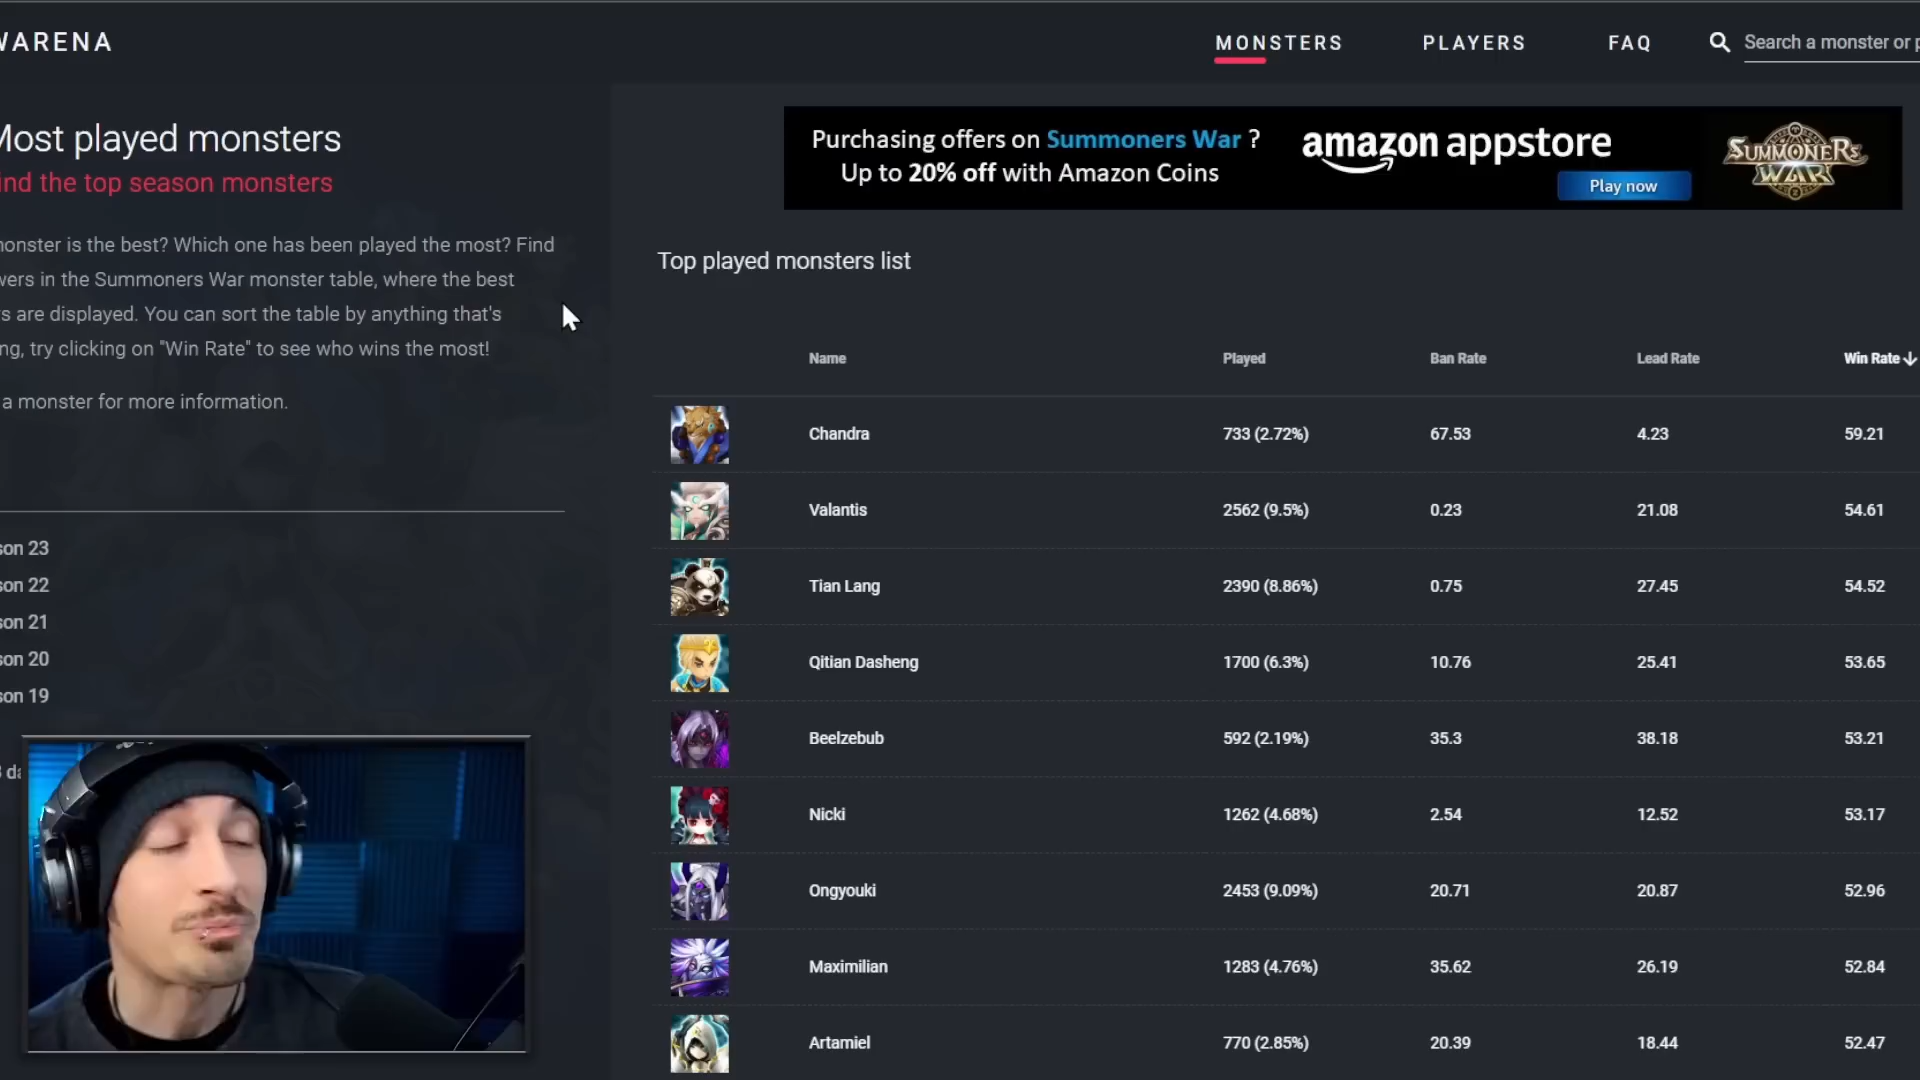 WARENA
MONSTERS
PLAYERS
FAQ
Search a monster or p
Most played monsters
ind the top season monsters
onster is the best? Which one has been played the most? Find
wers in the Summoners War monster table, where the best
s are displayed. You can sort the table by anything that's
ng, try clicking on "Win Rate" to see who wins the most!
a monster for more information.
son 23
son 22
son 21
son 20
son 19
Purchasing offers on Summoners War ?
Up to 20% off with Amazon Coins
amazon appstore
Play now
SUMMONERS
WAR
Top played monsters list
Name Played Ban Rate Lead Rate Win Rate
Chandra 733 (2.72%) 67.53 4.23 59.21
Valantis 2562 (9.5%) 0.23 21.08 54.61
Tian Lang 2390 (8.86%) 0.75 27.45 54.52
Qitian Dasheng 1700 (6.3%) 10.76 25.41 53.65
Beelzebub 592 (2.19%) 35.3 38.18 53.21
Nicki 1262 (4.68%) 2.54 12.52 53.17
Ongyouki 2453 (9.09%) 20.71 20.87 52.96
Maximilian 1283 (4.76%) 35.62 26.19 52.84
Artamiel 770 (2.85%) 20.39 18.44 52.47